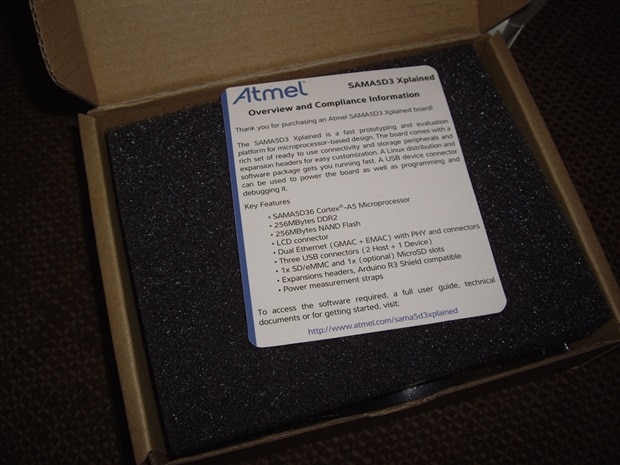 Atmel® SAMA5D3 Xplained
Overview and Compliance Information
Thank you for purchasing an Atmel SAMA5D3 Xplained board!
The SAMA5D3 Xplained is a fast prototyping and evaluation
platform for microprocessor-based design. The board comes with a
rich set of ready to use connectivity and storage peripherals and
expansion headers for easy customization. A Linux distribution and
software package gets you running fast. A USB device connector
can be used to power the board as well as programming and
debugging it.
Key Features
• SAMA5D36 Cortex®-A5 Microprocessor
• 256MBytes DDR2
• 256MBytes NAND Flash
• LCD connector
• Dual Ethernet (GMAC + EMAC) with PHY and connectors
• Three USB connectors (2 Host + 1 Device)
• 1x SD/eMMC and 1x (optional) MicroSD slots
• Expansions headers, Arduino R3 Shield compatible
• Power measurement straps
To access the software required, a full user guide, technical
documents or for getting started, visit:
http://www.atmel.com/sama5d3xplained